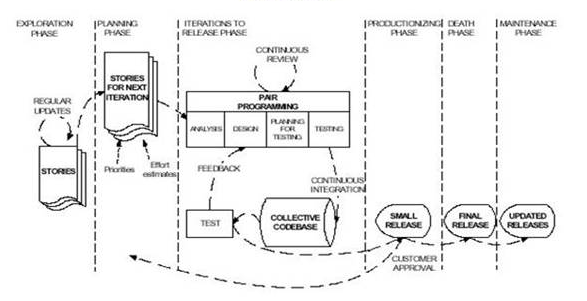 EXPLORATION
PHASE
PLANNING
PHASE
ITERATIONS TO
RELEASE PHASE
PRODUCTIONIZING
PHASE
DEATH
PHASE
MAINTENANCE
PHASE
REGULAR
UPDATES
STORIES
STORIES
FOR NEXT
ITERATION
Priorities
Effort
estimates
CONTINUOUS
REVIEW
PAIR
PROGRAMMING
ANALYSIS
DESIGN
PLANNING
FOR
TESTING
TESTING
FEEDBACK
CONTINUOUS
INTEGRATION
TEST
COLLECTIVE
CODEBASE
SMALL
RELEASE
FINAL
RELEASE
UPDATED
RELEASES
CUSTOMER
APPROVAL